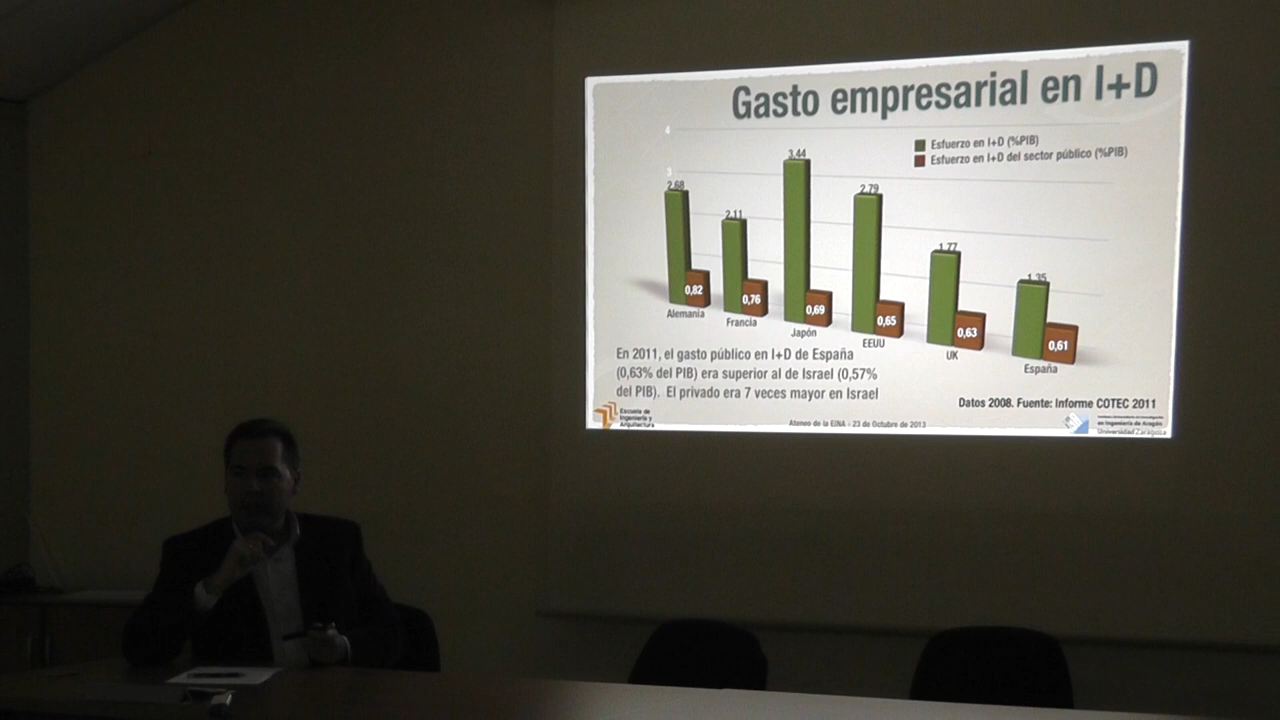 Gasto empresarial en I+D
4
3
Esfuerzo en I+D (%PIB)
Esfuerzo en I+D del sector público (%PIB)
2,68
2,11
3,44
2,79
1,77
1,35
0,82
0,76
0,69
0,65
0,63
0,61
Alemania
Francia
Japón
EEUU
UK
España
En 2011, el gasto público en I+D de España
(0,63% del PIB) era superior al de Israel (0,57%
del PIB). El privado era 7 veces mayor en Israel
Datos 2008. Fuente: Informe COTEC 2011
Escuela de
Ingeniería y
Arquitectura
Ateneo de la EINA - 23 de Octubre de 2013
en Ingeniería de Aragón
Universidad Zaragoza